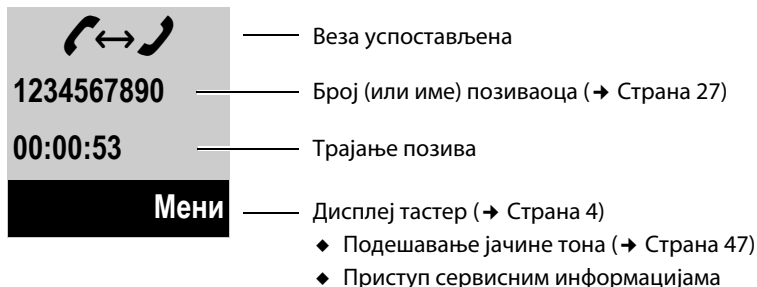 Веза успостављена
1234567890 Број (или име) позиваоца (➔ Страна 27)
00:00:53 Трајање позива
Мени Дисплеј тастер (➔ Страна 4)
◆ Подешавање јачине тона (➔ Страна 47)
◆ Приступ сервисним информацијама